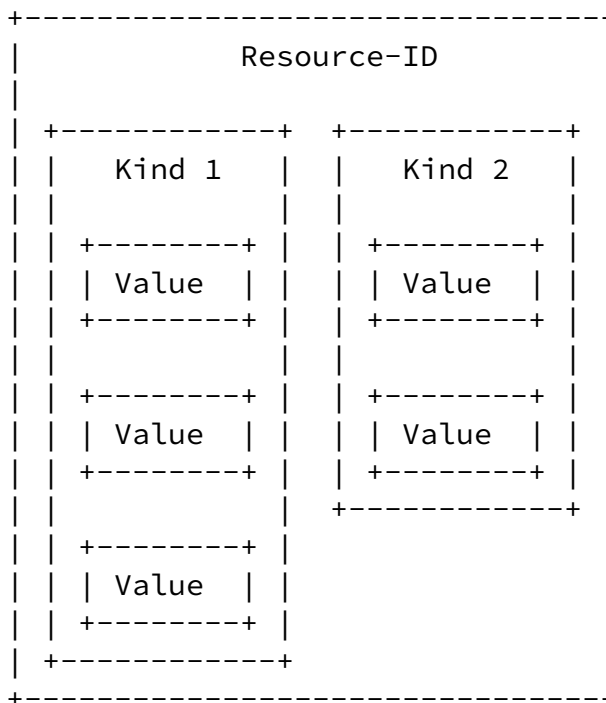 +--------------------------------
|            Resource-ID
|
| +------------+  +------------+
| |   Kind 1   |  |   Kind 2   |
| |            |  |            |
| | +--------+ |  | +--------+ |
| | | Value  | |  | | Value  | |
| | +--------+ |  | +--------+ |
| |            |  |            |
| | +--------+ |  | +--------+ |
| | | Value  | |  | | Value  | |
| | +--------+ |  | +--------+ |
| |            |  +------------+
| | +--------+ |
| | | Value  | |
| | +--------+ |
| +------------+
+--------------------------------